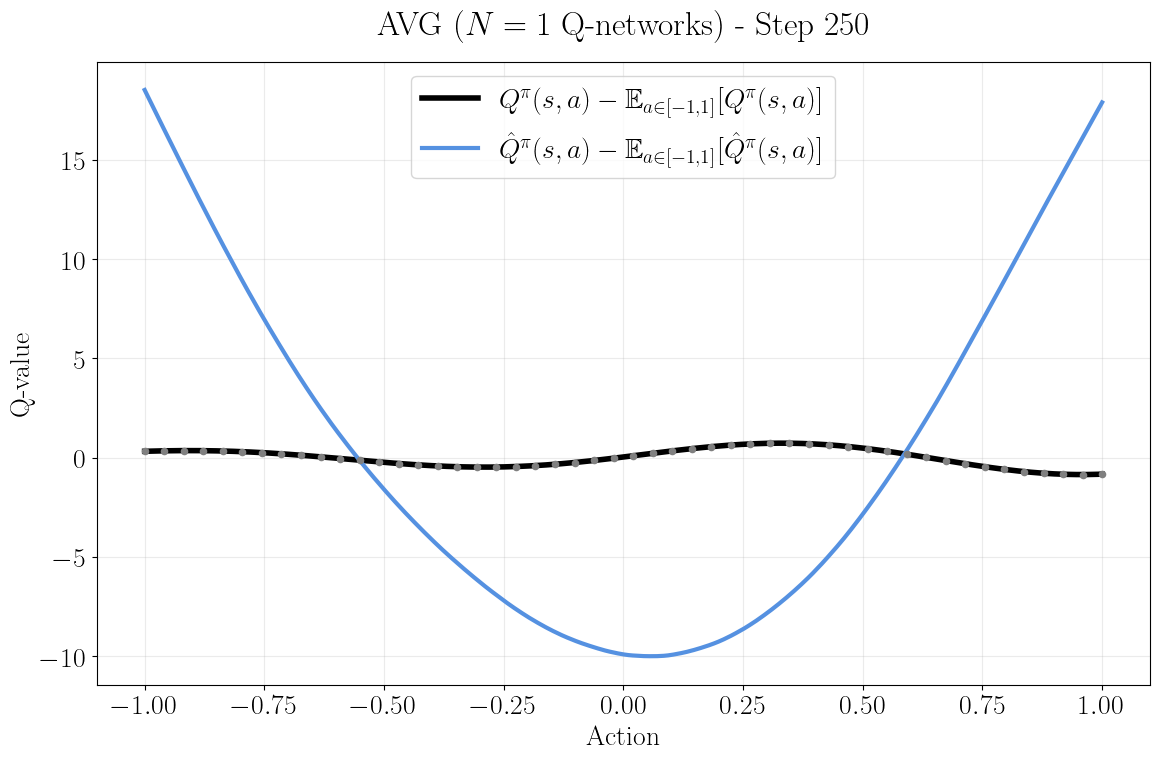 AVG (N = 1 Q-networks) - Step 250
Q^π(s, a) − 𝔼_{a∈[−1,1]}[Q^π(s, a)]
Q̂^π(s, a) − 𝔼_{a∈[−1,1]}[Q̂^π(s, a)]
Q-value
15
10
5
0
−5
−10
−1.00 −0.75 −0.50 −0.25 0.00 0.25 0.50 0.75 1.00
Action